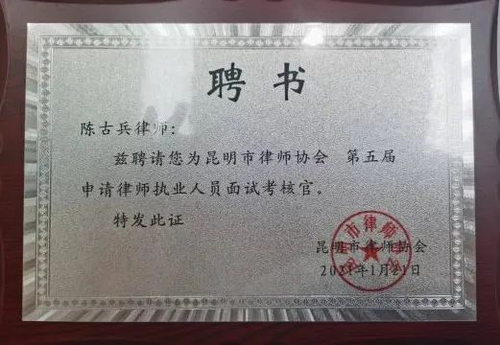 聘书
陈古兵律师：
兹聘请您为昆明市律师协会 第五届
申请律师执业人员面试考核官。
特发此证
昆明市律师协会
2021年1月21日